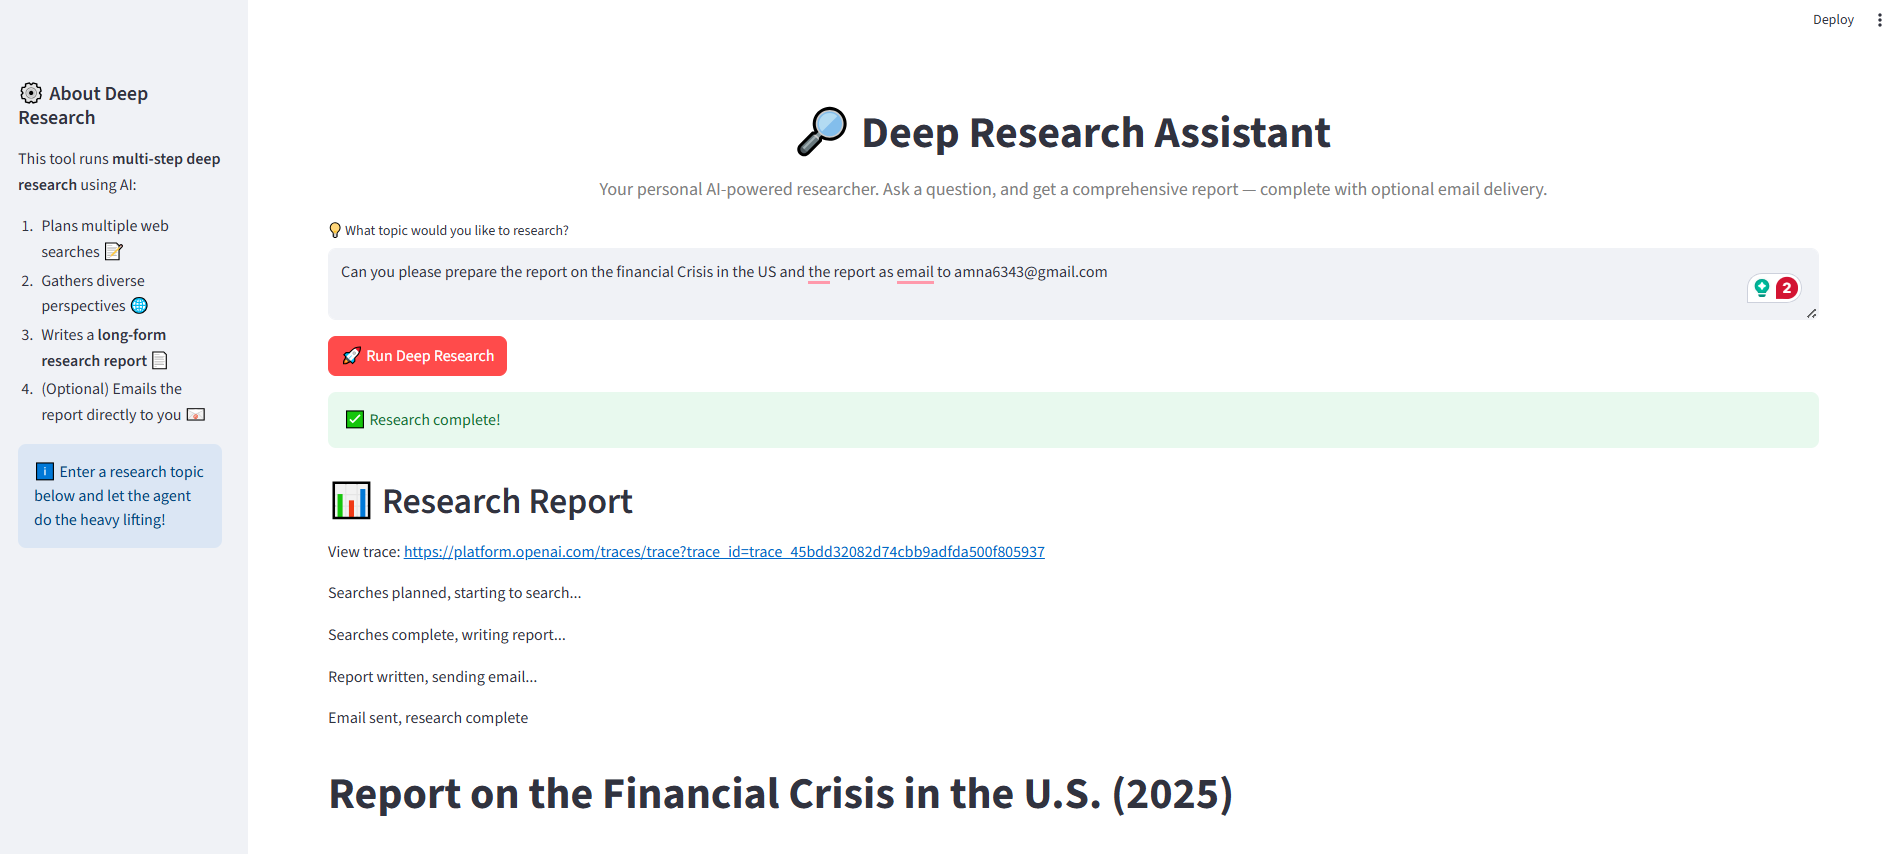 Deploy
About Deep
Research
This tool runs multi-step deep
research using AI:
1. Plans multiple web
searches
2. Gathers diverse
perspectives
3. Writes a long-form
research report
4. (Optional) Emails the
report directly to you
Enter a research topic
below and let the agent
do the heavy lifting!
Deep Research Assistant
Your personal AI-powered researcher. Ask a question, and get a comprehensive report — complete with optional email delivery.
What topic would you like to research?
Can you please prepare the report on the financial Crisis in the US and the report as email to amna6343@gmail.com
2
Run Deep Research
Research complete!
Research Report
View trace: https://platform.openai.com/traces/trace?trace_id=trace_45bdd32082d74cbb9adfda500f805937
Searches planned, starting to search...
Searches complete, writing report...
Report written, sending email...
Email sent, research complete
Report on the Financial Crisis in the U.S. (2025)